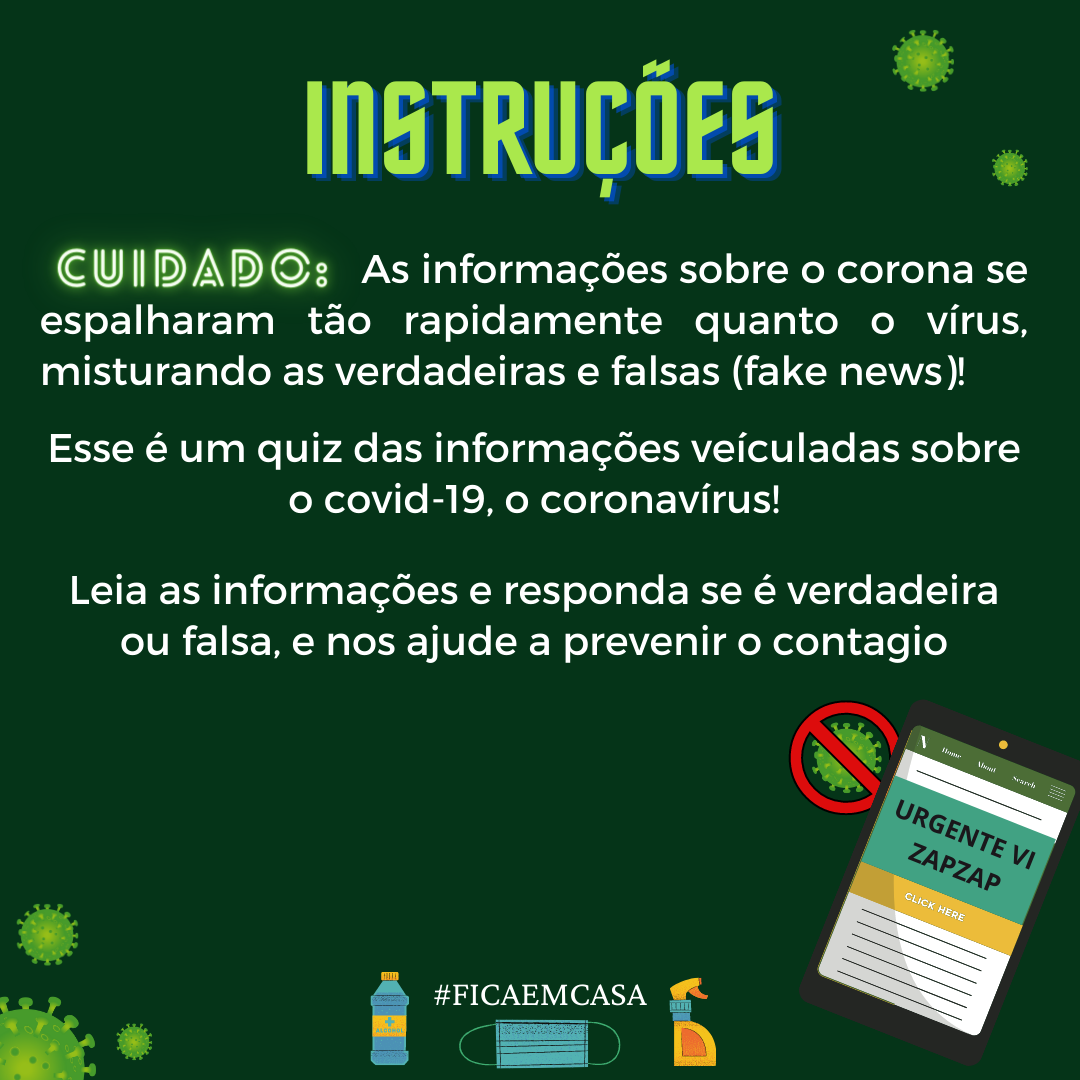 INSTRUÇÕES
CUIDADO: As informações sobre o corona se
espalharam tão rapidamente quanto o vírus,
misturando as verdadeiras e falsas (fake news)!
Esse é um quiz das informações veículadas sobre
o covid-19, o coronavírus!
Leia as informações e responda se é verdadeira
ou falsa, e nos ajude a prevenir o contagio
Home About Search
URGENTE VI
ZAPZAP
CLICK HERE
#FICAEMCASA
ALCOHOL